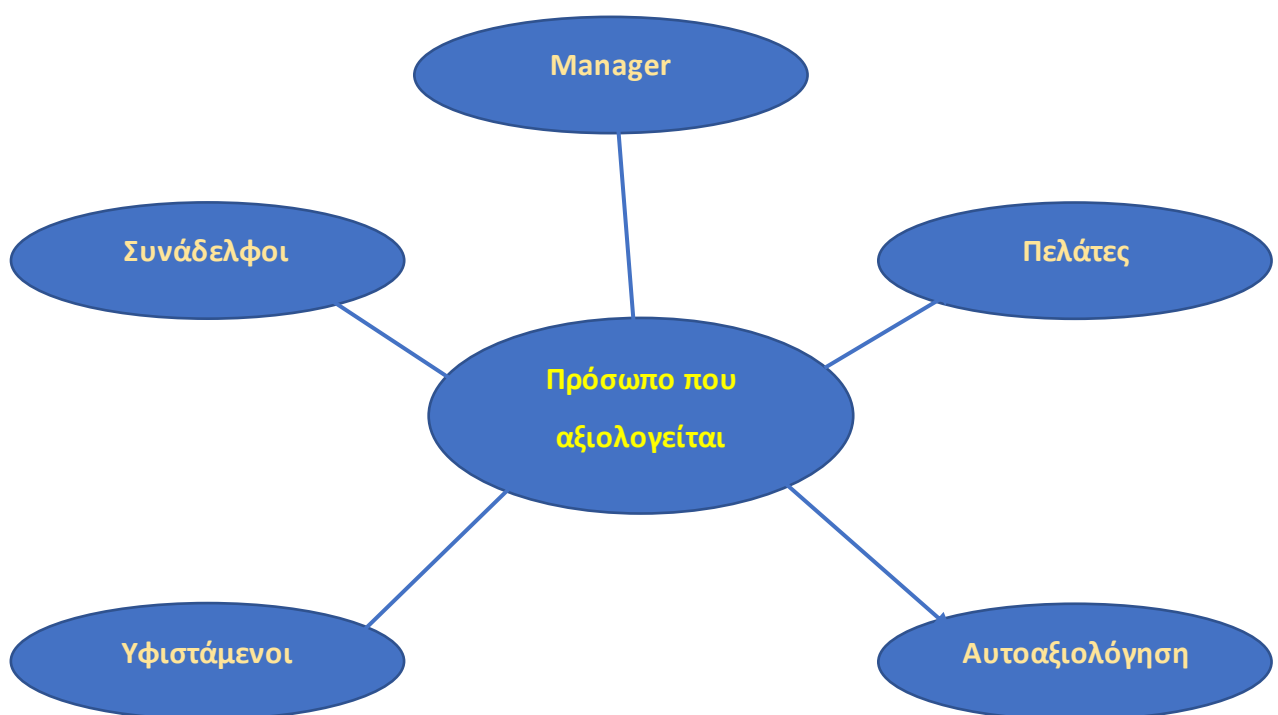 Manager
Συνάδελφοι
Πελάτες
Πρόσωπο που
αξιολογείται
Υφιστάμενοι
Αυτοαξιολόγηση